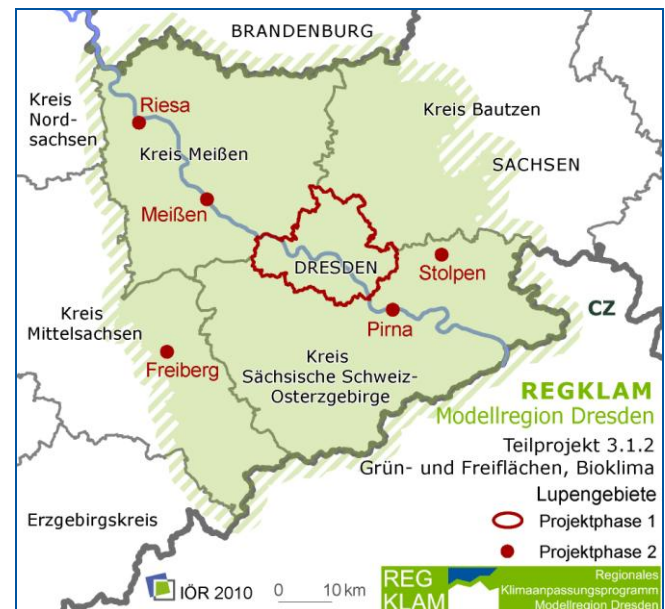 BRANDENBURG
Kreis
Nord-
sachsen
Riesa
Kreis Bautzen
Kreis Meißen
SACHSEN
Meißen
DRESDEN
Stolpen
CZ
Kreis
Mittelsachsen
Pirna
Freiberg
Kreis
Sächsische Schweiz-
Osterzgebirge
REGKLAM
Modellregion Dresden
Teilprojekt 3.1.2
Grün- und Freiflächen, Bioklima
Lupengebiete
Projektphase 1
Projektphase 2
Erzgebirgskreis
IÖR 2010
0 10 km
REG
KLAM
Regionales
Klimaanpassungsprogramm
Modellregion Dresden